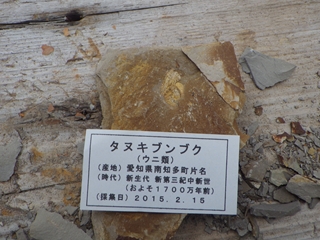 タヌキブンブク
(ウニ類)
(産地) 愛知県南知多町片名
(時代) 新生代 新第三紀中新世
(およそ1700万年前)
(採集日) 2015. 2. 15